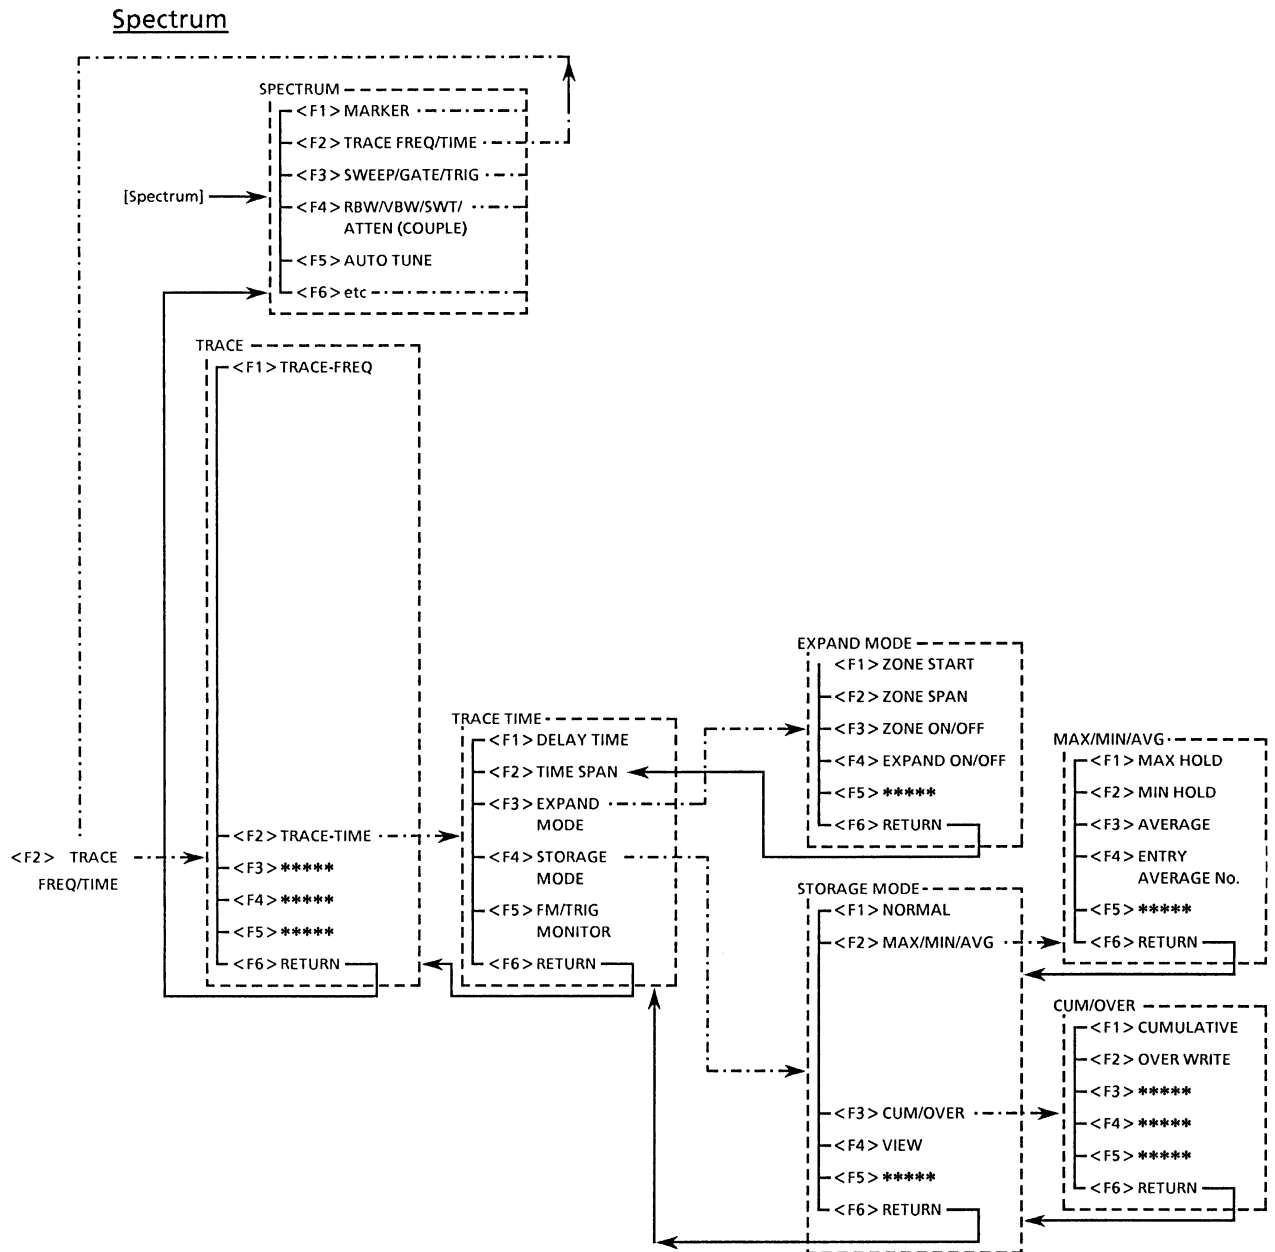 Spectrum
SPECTRUM
<F1> MARKER
<F2> TRACE FREQ/TIME
<F3> SWEEP/GATE/TRIG
[Spectrum]
<F4> RBW/VBW/SWT/
ATTEN (COUPLE)
<F5> AUTO TUNE
<F6> etc
TRACE
<F1> TRACE-FREQ
<F2> TRACE-TIME
<F3> *****
<F4> *****
<F5> *****
<F6> RETURN
<F2> TRACE
FREQ/TIME
TRACE TIME
<F1> DELAY TIME
<F2> TIME SPAN
<F3> EXPAND
MODE
<F4> STORAGE
MODE
<F5> FM/TRIG
MONITOR
<F6> RETURN
EXPAND MODE
<F1> ZONE START
<F2> ZONE SPAN
<F3> ZONE ON/OFF
<F4> EXPAND ON/OFF
<F5> *****
<F6> RETURN
STORAGE MODE
<F1> NORMAL
<F2> MAX/MIN/AVG
<F3> CUM/OVER
<F4> VIEW
<F5> *****
<F6> RETURN
MAX/MIN/AVG
<F1> MAX HOLD
<F2> MIN HOLD
<F3> AVERAGE
<F4> ENTRY
AVERAGE No.
<F5> *****
<F6> RETURN
CUM/OVER
<F1> CUMULATIVE
<F2> OVER WRITE
<F3> *****
<F4> *****
<F5> *****
<F6> RETURN